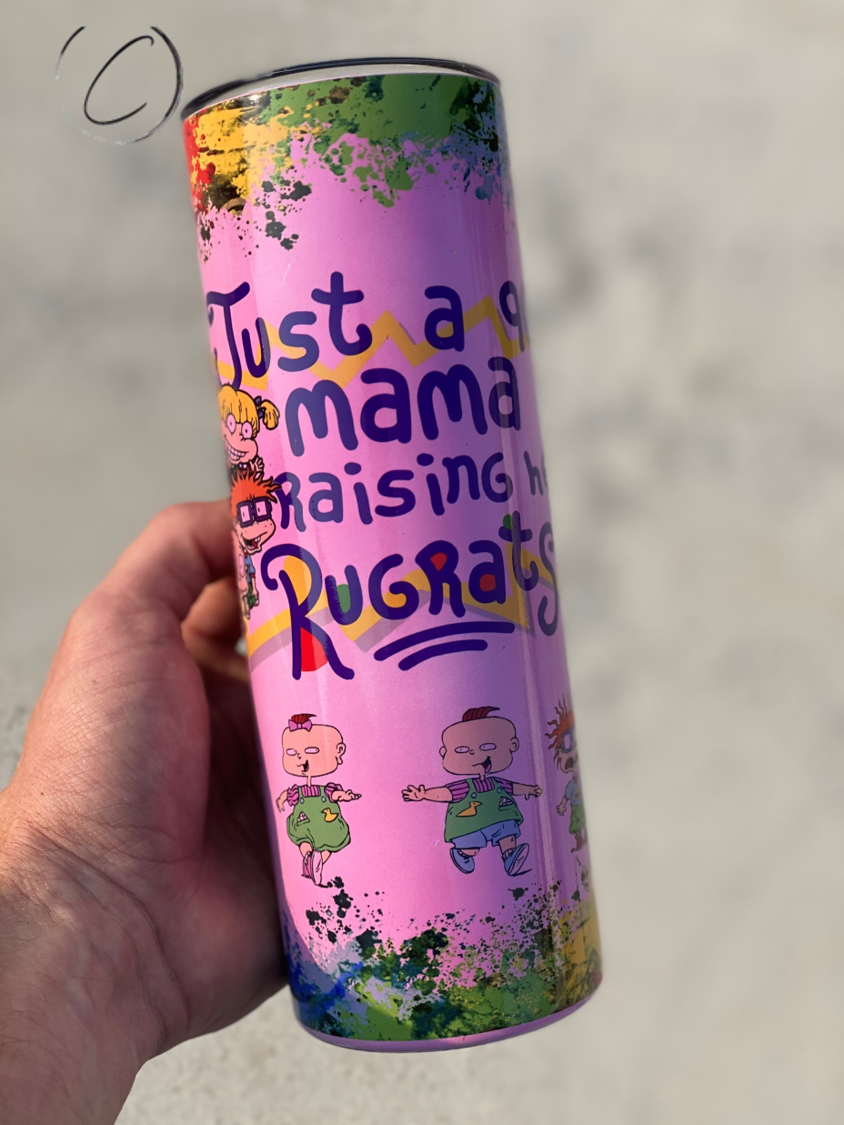 C
Just a
mama
Raising
Rugrats